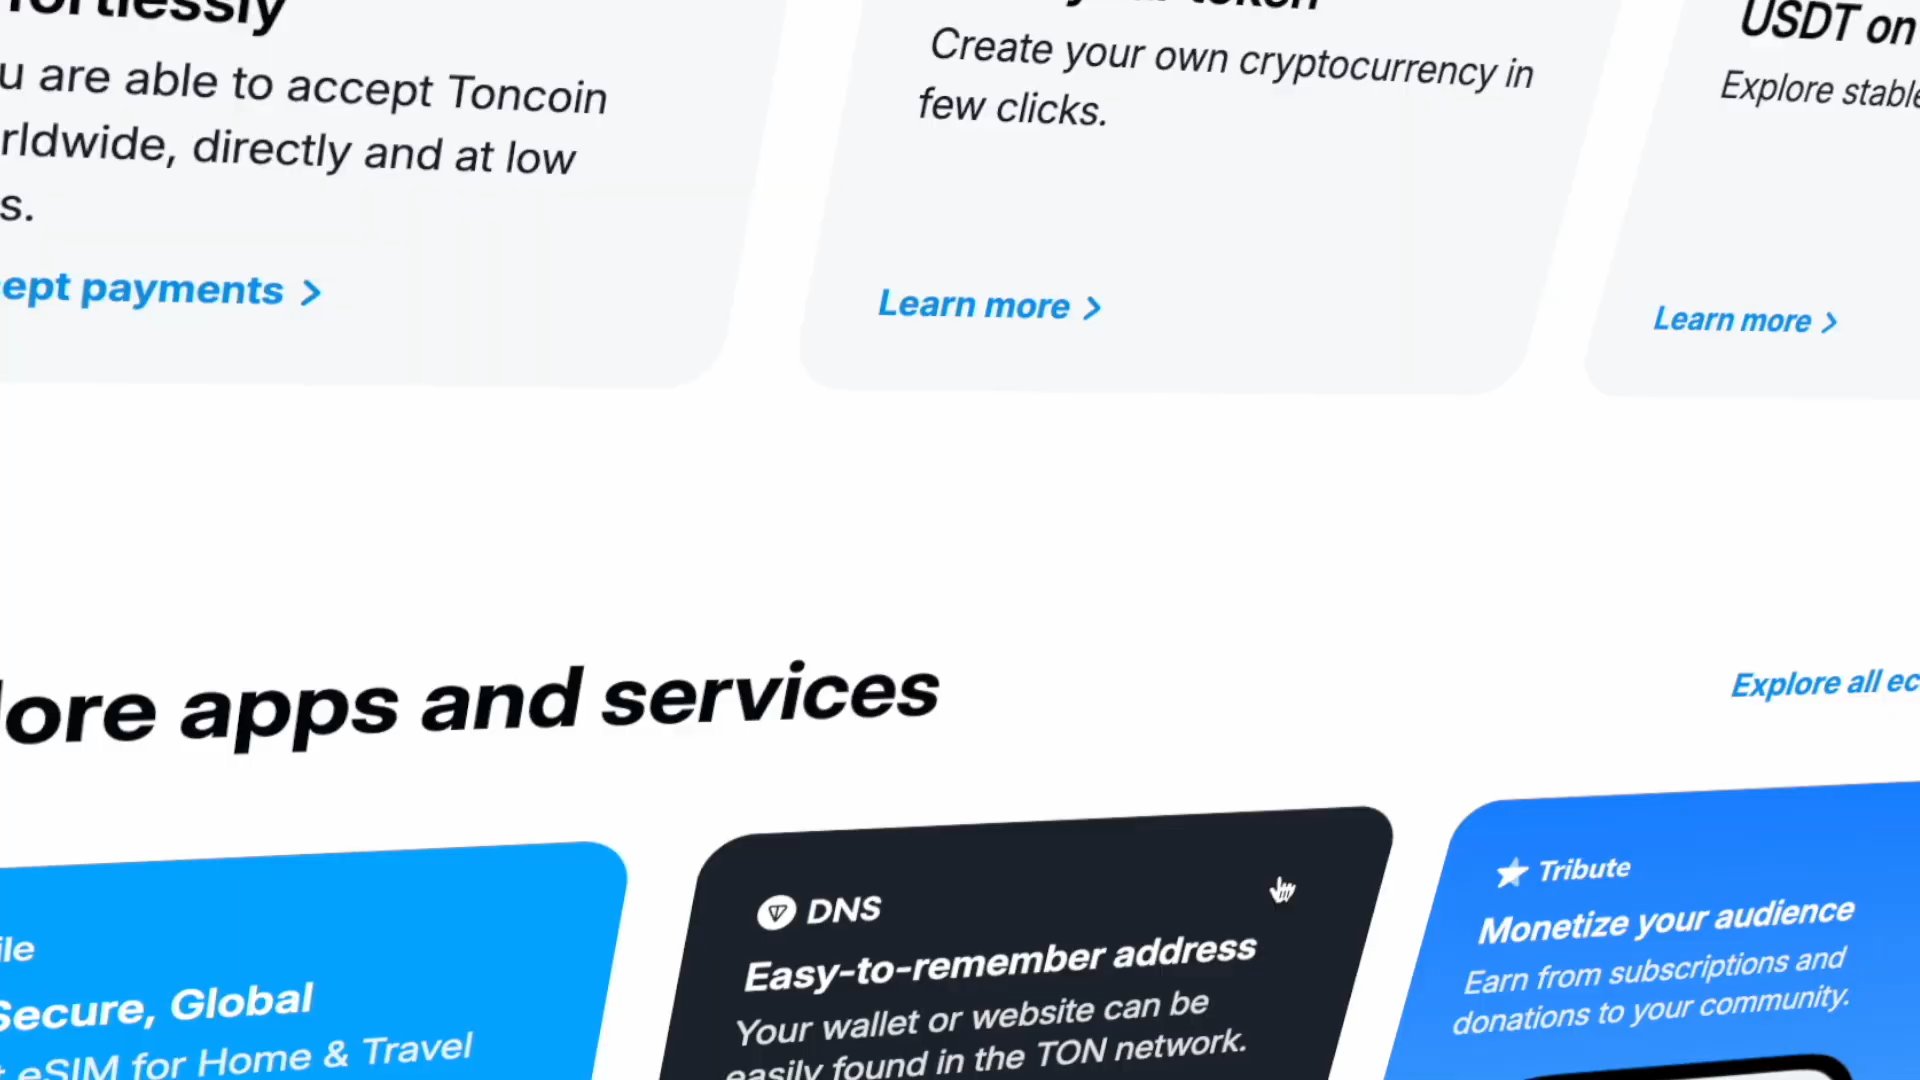 u are able to accept Toncoin
rldwide, directly and at low
s.
ept payments >
token
Create your own cryptocurrency in
few clicks.
Learn more >
USDT on
Explore stable
Learn more >
lore apps and services
Explore all ec
ile
Secure, Global
eSIM for Home & Travel
DNS
Easy-to-remember address
Your wallet or website can be
easily found in the TON network.
Tribute
Monetize your audience
Earn from subscriptions and
donations to your community.